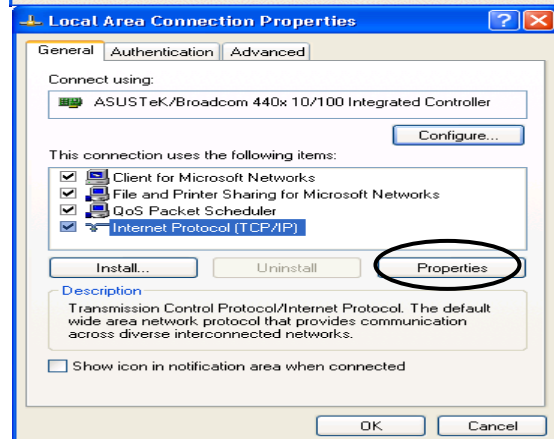 Local Area Connection Properties
General Authentication Advanced
Connect using:
ASUSTeK/Broadcom 440x 10/100 Integrated Controller
Configure...
This connection uses the following items:
Client for Microsoft Networks
File and Printer Sharing for Microsoft Networks
QoS Packet Scheduler
Internet Protocol (TCP/IP)
Install... Uninstall Properties
Description
Transmission Control Protocol/Internet Protocol. The default
wide area network protocol that provides communication
across diverse interconnected networks.
Show icon in notification area when connected
OK Cancel